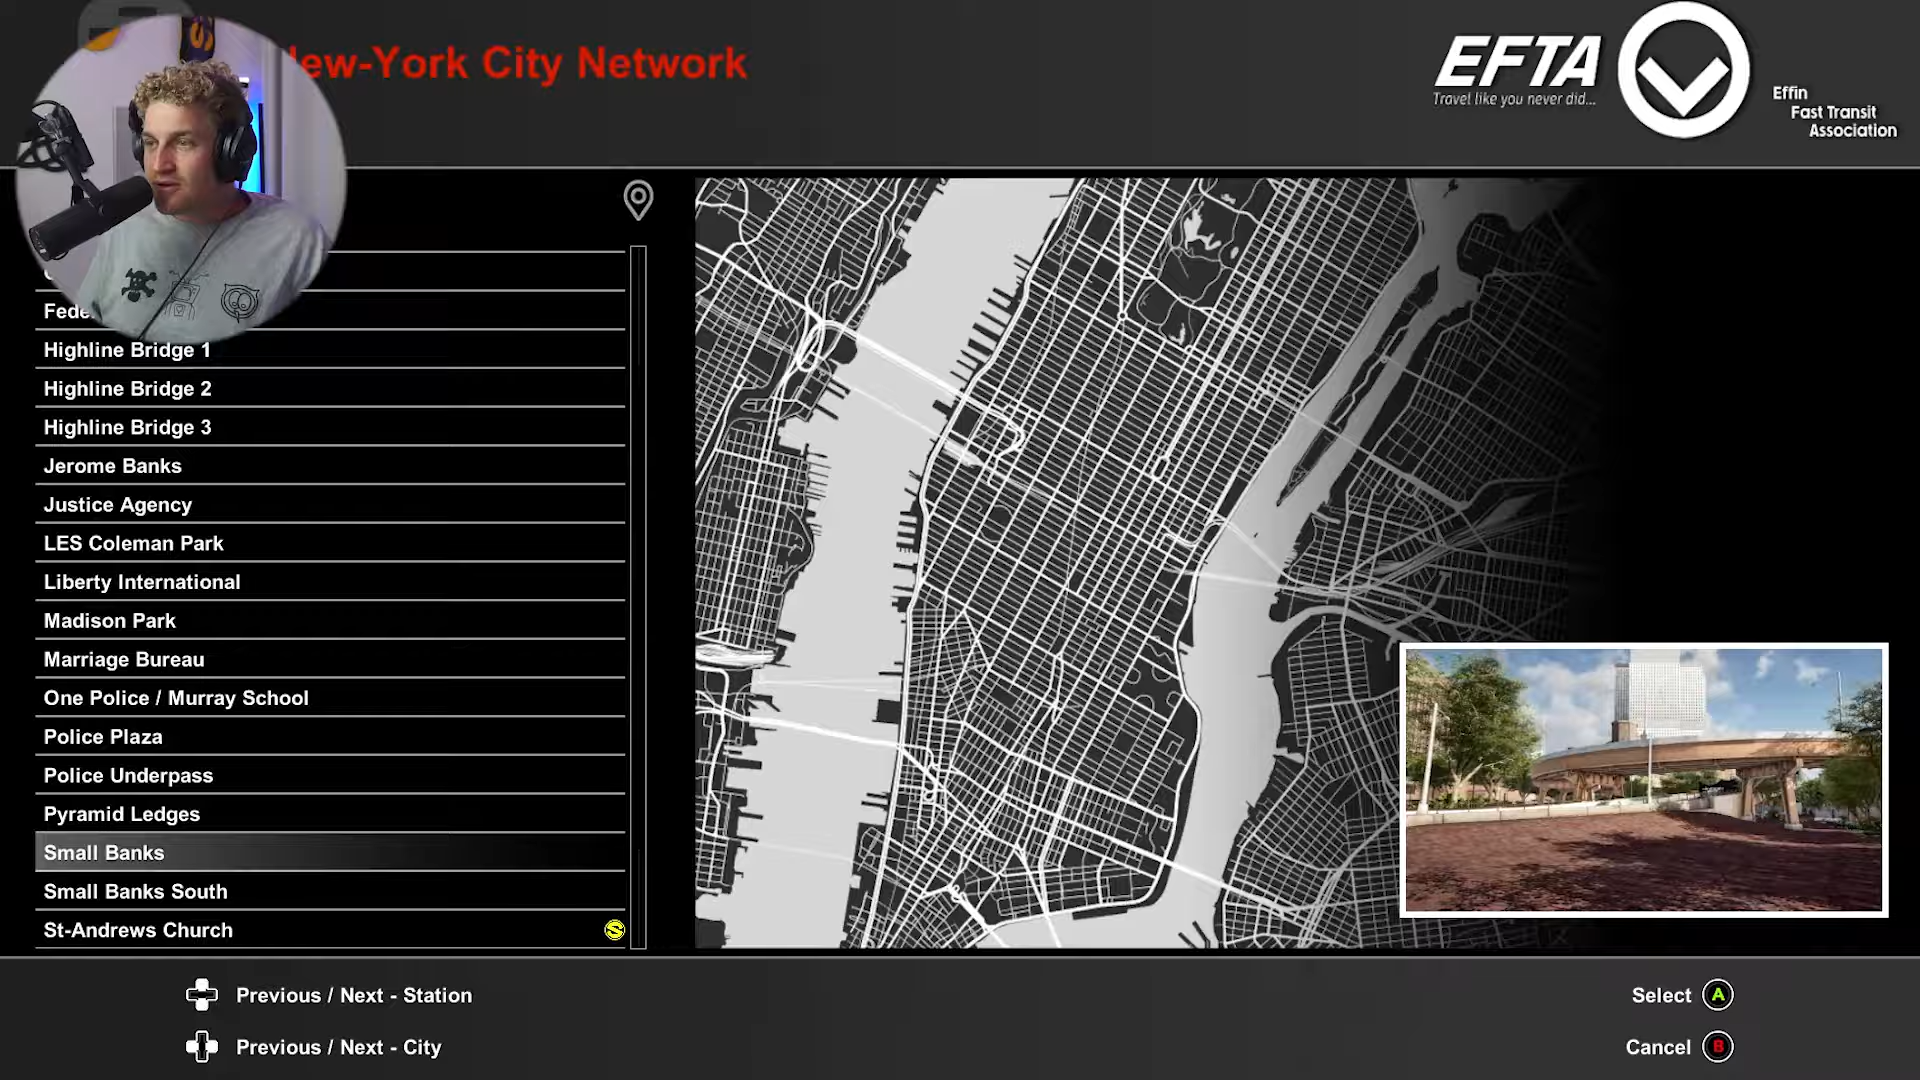 ew-York City Network
EFTA
Travel like you never did...
Effin
Fast Transit
Association
Fede
Highline Bridge 1
Highline Bridge 2
Highline Bridge 3
Jerome Banks
Justice Agency
LES Coleman Park
Liberty International
Madison Park
Marriage Bureau
One Police / Murray School
Police Plaza
Police Underpass
Pyramid Ledges
Small Banks
Small Banks South
St-Andrews Church S
Previous / Next - Station
Previous / Next - City
Select A
Cancel B